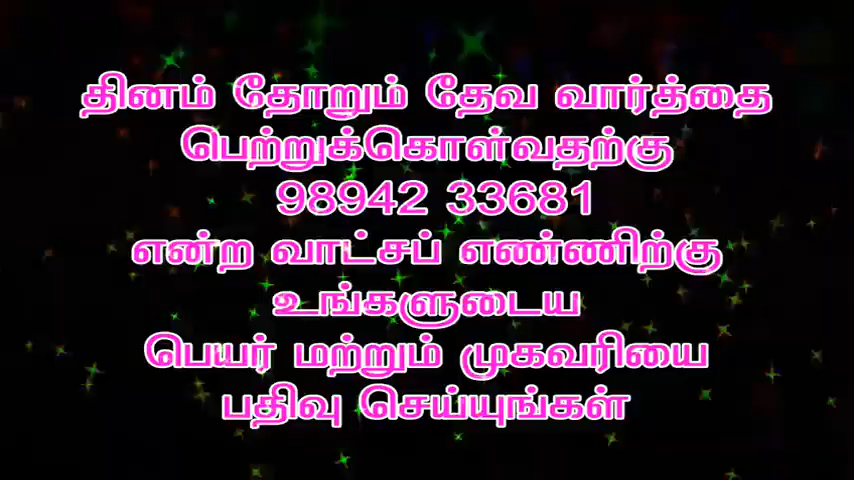 தினம் தோறும் தேவ வார்த்தை
பெற்றுக்கொள்வதற்கு
98942 33681
என்ற வாட்சப் எண்ணிற்கு
உங்களுடைய
பெயர் மற்றும் முகவரியை
பதிவு செய்யுங்கள்